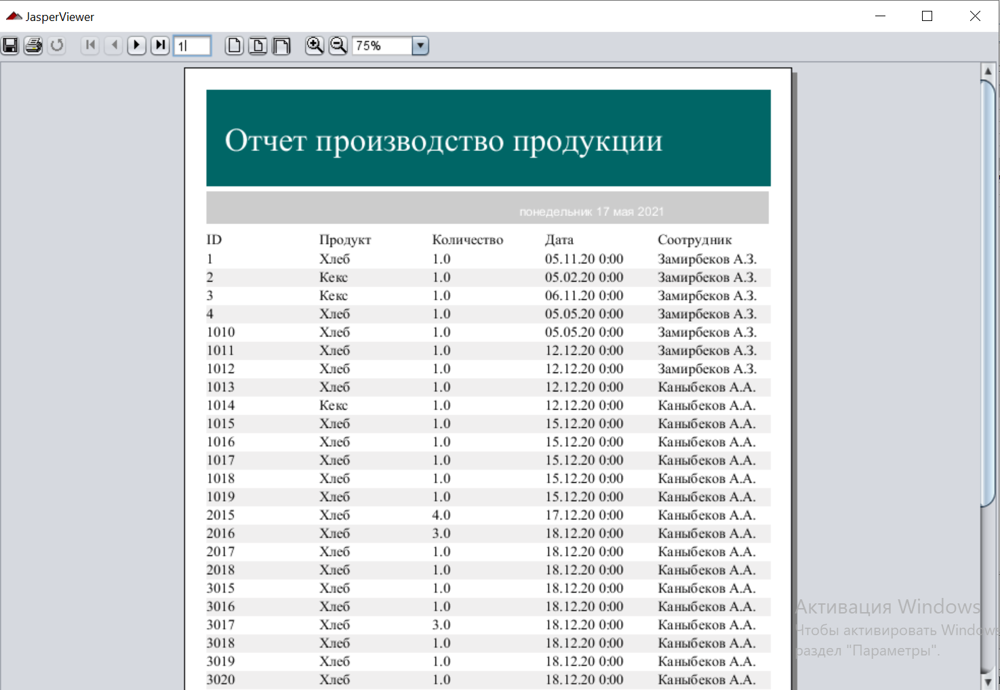 JasperViewer
1
75%
Отчет производство продукции
понедельник 17 мая 2021
ID Продукт Количество Дата Соотрудник
1 Хлеб 1.0 05.11.20 0:00 Замирбеков А.З.
2 Кекс 1.0 05.02.20 0:00 Замирбеков А.З.
3 Кекс 1.0 06.11.20 0:00 Замирбеков А.З.
4 Хлеб 1.0 05.05.20 0:00 Замирбеков А.З.
1010 Хлеб 1.0 05.05.20 0:00 Замирбеков А.З.
1011 Хлеб 1.0 12.12.20 0:00 Замирбеков А.З.
1012 Хлеб 1.0 12.12.20 0:00 Замирбеков А.З.
1013 Хлеб 1.0 12.12.20 0:00 Каныбеков А.А.
1014 Кекс 1.0 12.12.20 0:00 Каныбеков А.А.
1015 Хлеб 1.0 15.12.20 0:00 Каныбеков А.А.
1016 Хлеб 1.0 15.12.20 0:00 Каныбеков А.А.
1017 Хлеб 1.0 15.12.20 0:00 Каныбеков А.А.
1018 Хлеб 1.0 15.12.20 0:00 Каныбеков А.А.
1019 Хлеб 1.0 15.12.20 0:00 Каныбеков А.А.
2015 Хлеб 4.0 17.12.20 0:00 Каныбеков А.А.
2016 Хлеб 3.0 18.12.20 0:00 Каныбеков А.А.
2017 Хлеб 1.0 18.12.20 0:00 Каныбеков А.А.
2018 Хлеб 1.0 18.12.20 0:00 Каныбеков А.А.
3015 Хлеб 1.0 18.12.20 0:00 Каныбеков А.А.
3016 Хлеб 1.0 18.12.20 0:00 Каныбеков А.А.
3017 Хлеб 3.0 18.12.20 0:00 Каныбеков А.А.
3018 Хлеб 1.0 18.12.20 0:00 Каныбеков А.А.
3019 Хлеб 1.0 18.12.20 0:00 Каныбеков А.А.
3020 Хлеб 1.0 18.12.20 0:00 Каныбеков А.А.
Активация Windows
Чтобы активировать Windows
раздел "Параметры".